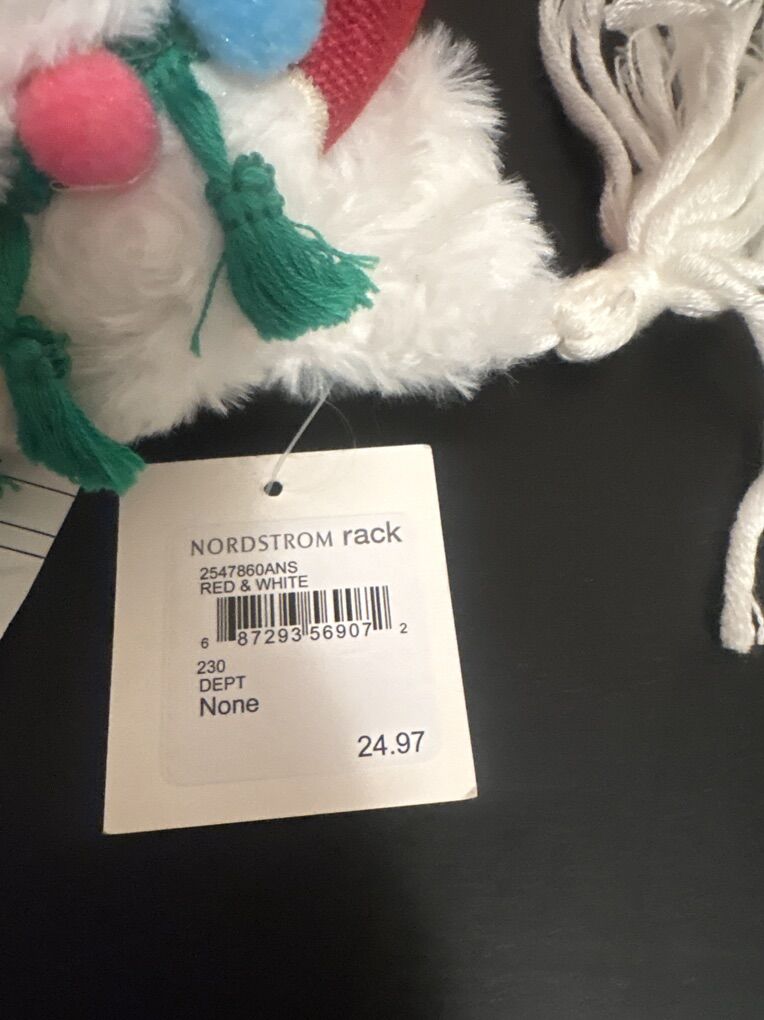 NORDSTROM rack
2547860ANS
RED & WHITE
6 87293 56907 2
230
DEPT
None
24.97